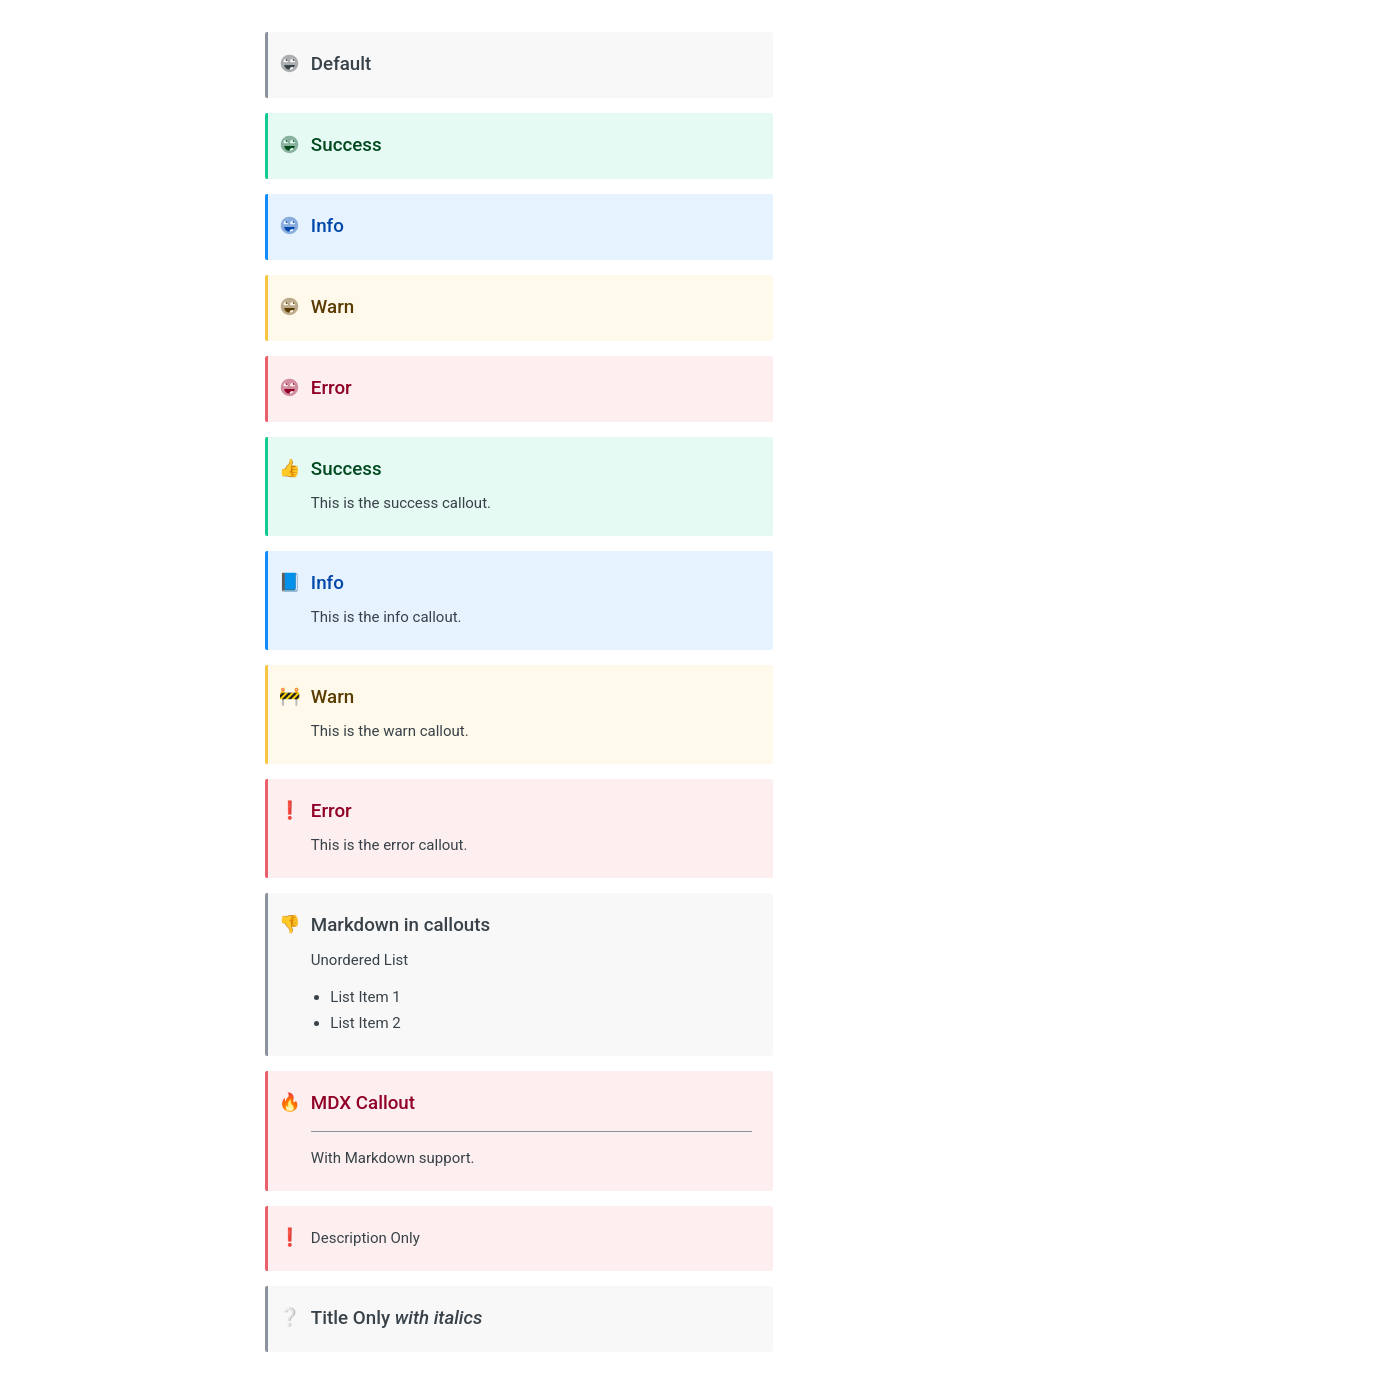 Default
Success
Info
Warn
Error
Success
This is the success callout.
Info
This is the info callout.
Warn
This is the warn callout.
Error
This is the error callout.
Markdown in callouts
Unordered List
List Item 1
List Item 2
MDX Callout
With Markdown support.
Description Only
Title Only with italics